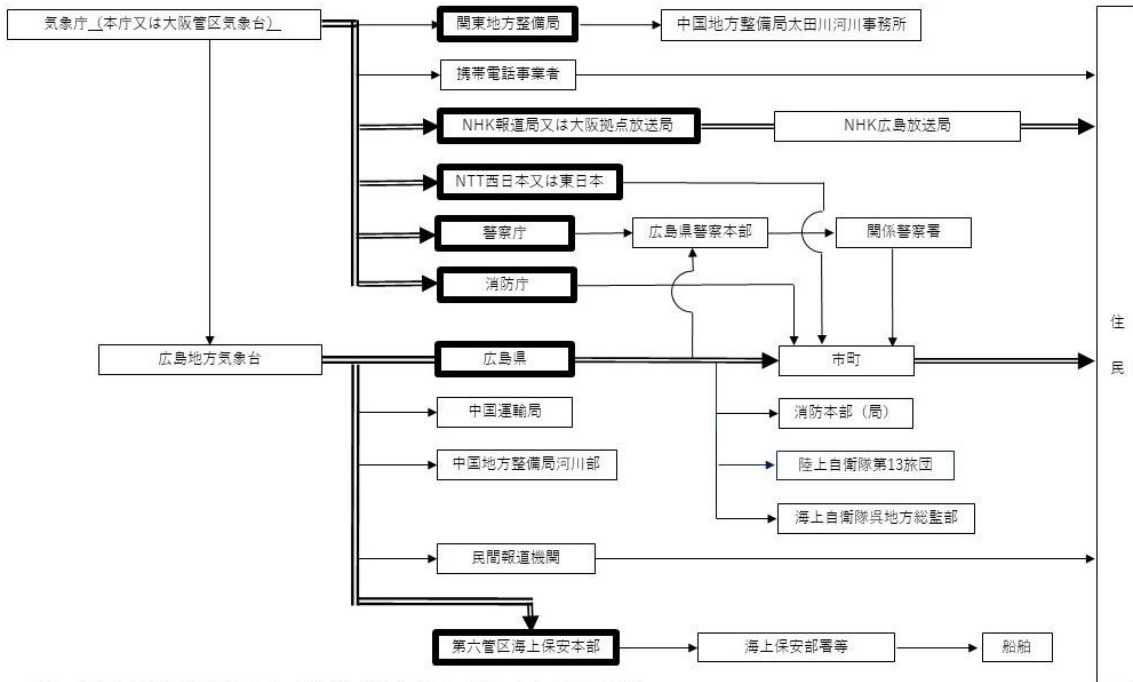 気象庁 (本庁又は大阪管区気象台)
関東地方整備局
中国地方整備局太田川河川事務所
携帯電話事業者
NHK報道局又は大阪拠点放送局
NHK広島放送局
NTT西日本又は東日本
警察庁
広島県警察本部
関係警察署
消防庁
広島地方気象台
広島県
市町
住民
中国運輸局
消防本部(局)
中国地方整備局河川部
陸上自衛隊第13旅団
海上自衛隊呉地方総監部
民間報道機関
第六管区海上保安本部
海上保安部署等
船舶